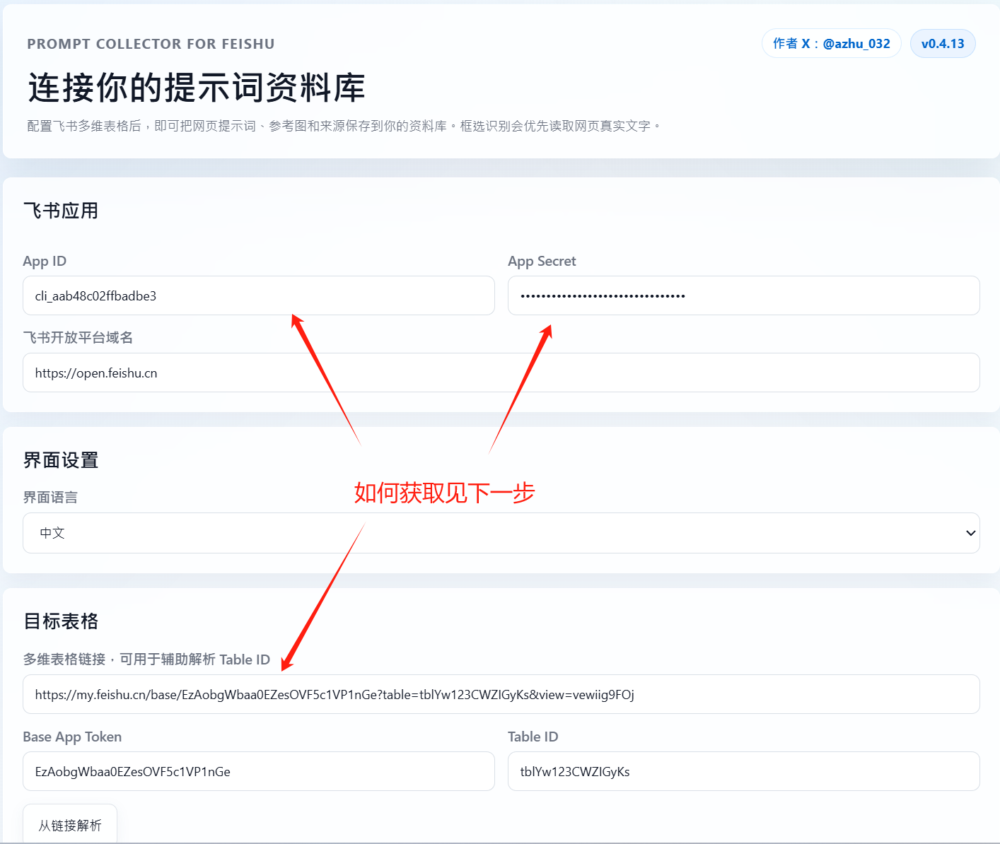 PROMPT COLLECTOR FOR FEISHU
作者 X：@azhu_032
v0.4.13
连接你的提示词资料库
配置飞书多维表格后，即可把网页提示词、参考图和来源保存到你的资料库。框选识别会优先读取网页真实文字。
飞书应用
App ID
App Secret
cli_aab48c02ffbadbe3
••••••••••••••••••••••••••••••••
飞书开放平台域名
https://open.feishu.cn
界面设置
如何获取见下一步
界面语言
中文
目标表格
多维表格链接，可用于辅助解析 Table ID
https://my.feishu.cn/base/EzAobgWbaa0EZesOVF5c1VP1nGe?table=tblYw123CWZIGyKs&view=vewiig9FOj
Base App Token
Table ID
EzAobgWbaa0EZesOVF5c1VP1nGe
tblYw123CWZIGyKs
从链接解析